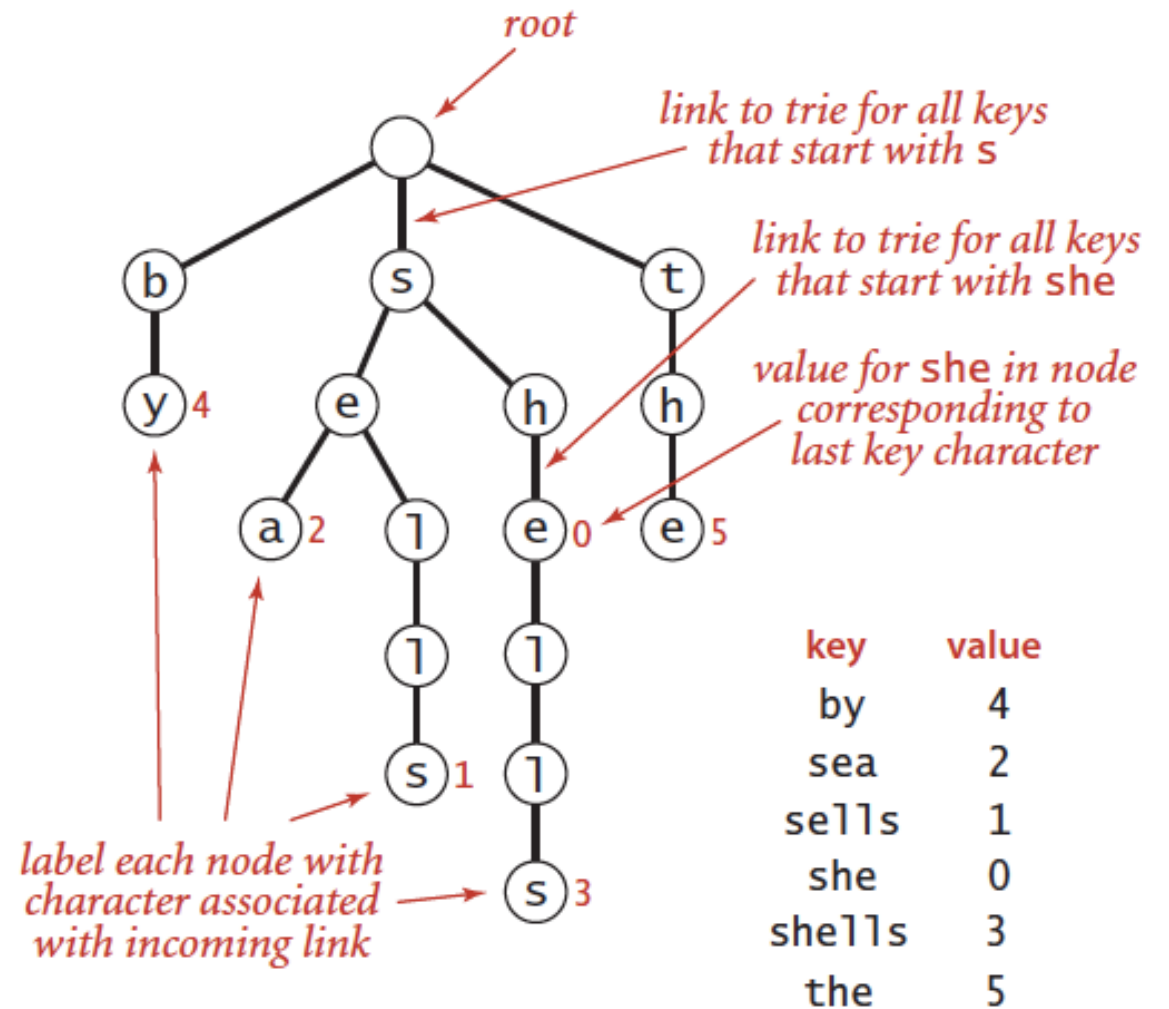 root
link to trie for all keys
that start with s
link to trie for all keys
that start with she
b
s
t
value for she in node
corresponding to
last key character
y 4
e
h
h
a 2
l
e 0
e 5
l
l
key value
by 4
s 1
l
sea 2
sells 1
label each node with
character associated
with incoming link
s 3
she 0
shells 3
the 5